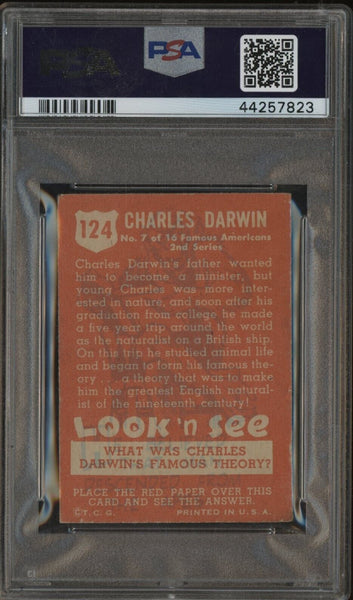 PSA
PSA
44257823
124
CHARLES DARWIN
No. 7 of 16 Famous Americans
2nd Series
Charles Darwin's father wanted
him to become a minister, but
young Charles was more inter-
ested in nature, and soon after his
graduation from college he made
a five year trip around the world
as the naturalist on a British ship.
On this trip he studied animal life
and began to form his famous the-
ory . . . a theory that was to make
him the greatest English natural-
ist of the nineteenth century!
LOOK 'n SEE
WHAT WAS CHARLES
DARWIN'S FAMOUS THEORY?
PLACE THE RED PAPER OVER THIS
CARD AND SEE THE ANSWER.
©T.C.G. PRINTED IN U.S.A.